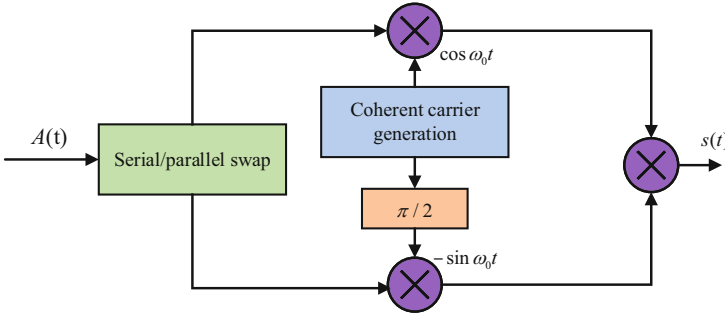 A(t)
Serial/parallel swap
cos ω₀t
Coherent carrier
generation
π / 2
− sin ω₀t
s(t)